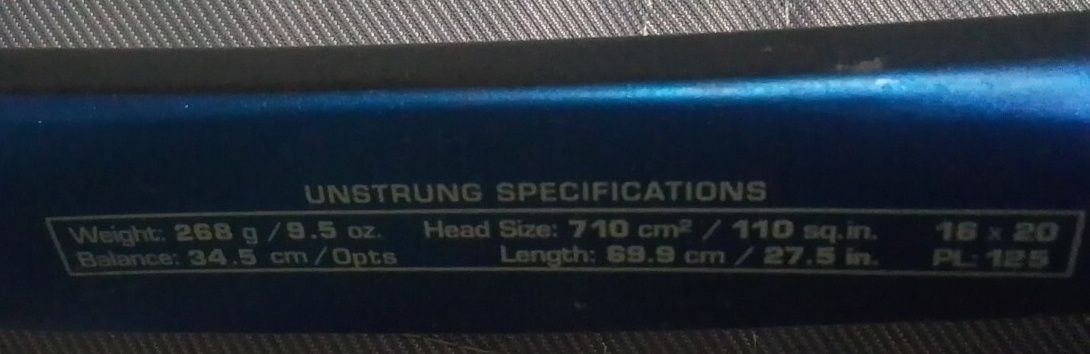 UNSTRUNG SPECIFICATIONS
Weight: 268 g / 9.5 oz. Head Size: 710 cm² / 110 sq.in. 16 x 20
Balance: 34.5 cm / 0pts Length: 69.9 cm / 27.5 in. PL: 125